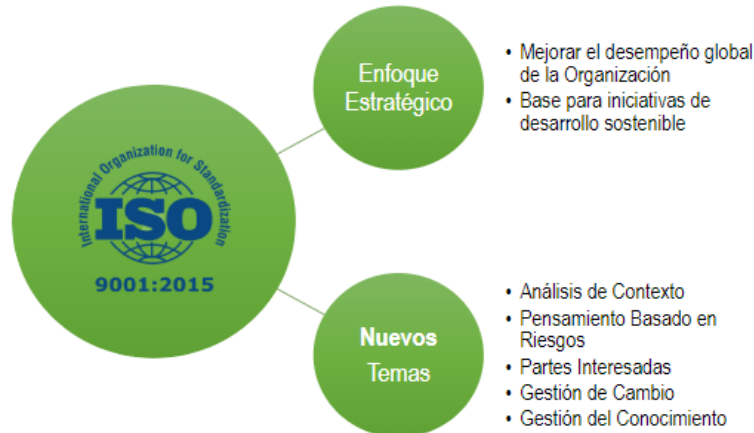 International Organization for Standardization
ISO
9001:2015
Enfoque
Estratégico
• Mejorar el desempeño global
de la Organización
• Base para iniciativas de
desarrollo sostenible
Nuevos
Temas
• Análisis de Contexto
• Pensamiento Basado en
Riesgos
• Partes Interesadas
• Gestión de Cambio
• Gestión del Conocimiento